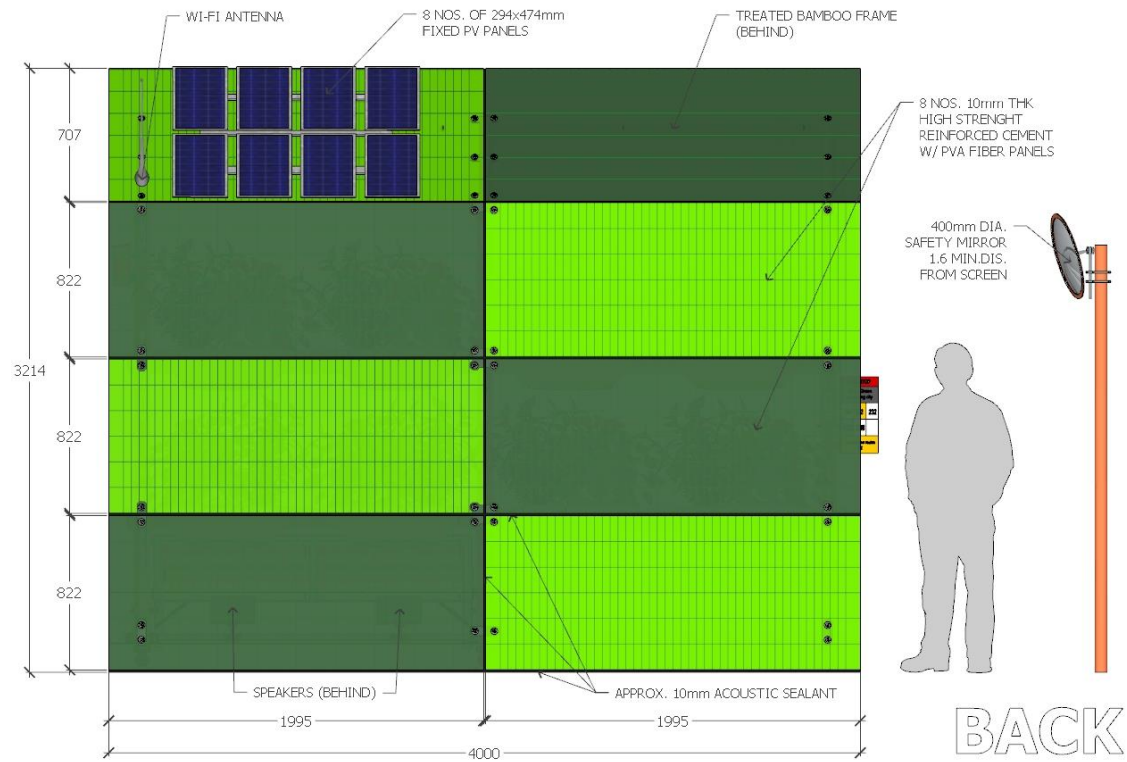 WI-FI ANTENNA
8 NOS. OF 294x474mm
FIXED PV PANELS
TREATED BAMBOO FRAME
(BEHIND)
8 NOS. 10mm THK
HIGH STRENGHT
REINFORCED CEMENT
W/ PVA FIBER PANELS
400mm DIA.
SAFETY MIRROR
1.6 MIN.DIS.
FROM SCREEN
707
822
3214
822
822
SPEAKERS (BEHIND)
APPROX. 10mm ACOUSTIC SEALANT
1995
1995
4000
BACK